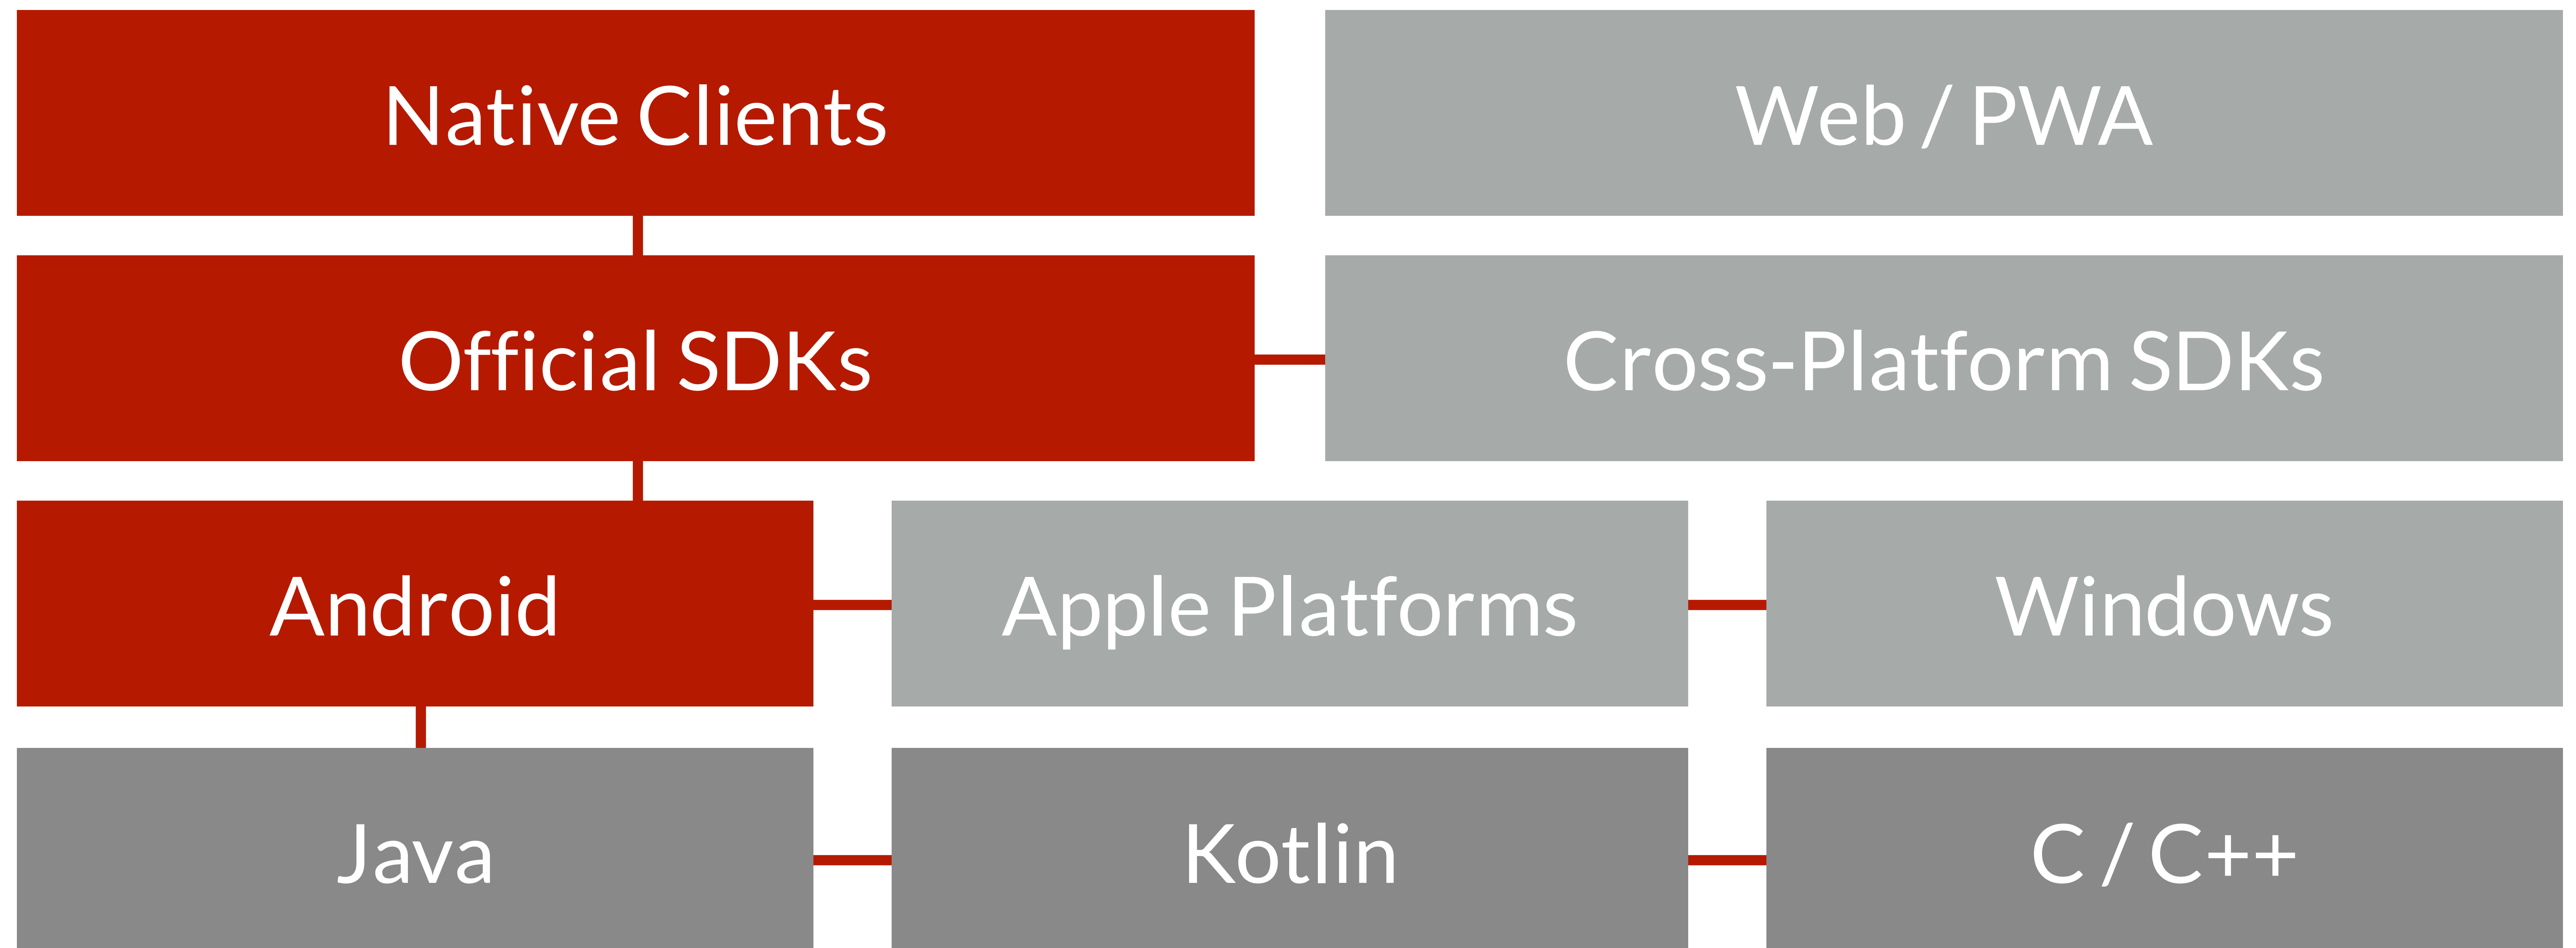 Native Clients
Web / PWA
Official SDKs
Cross-Platform SDKs
Android
Apple Platforms
Windows
Java
Kotlin
C / C++